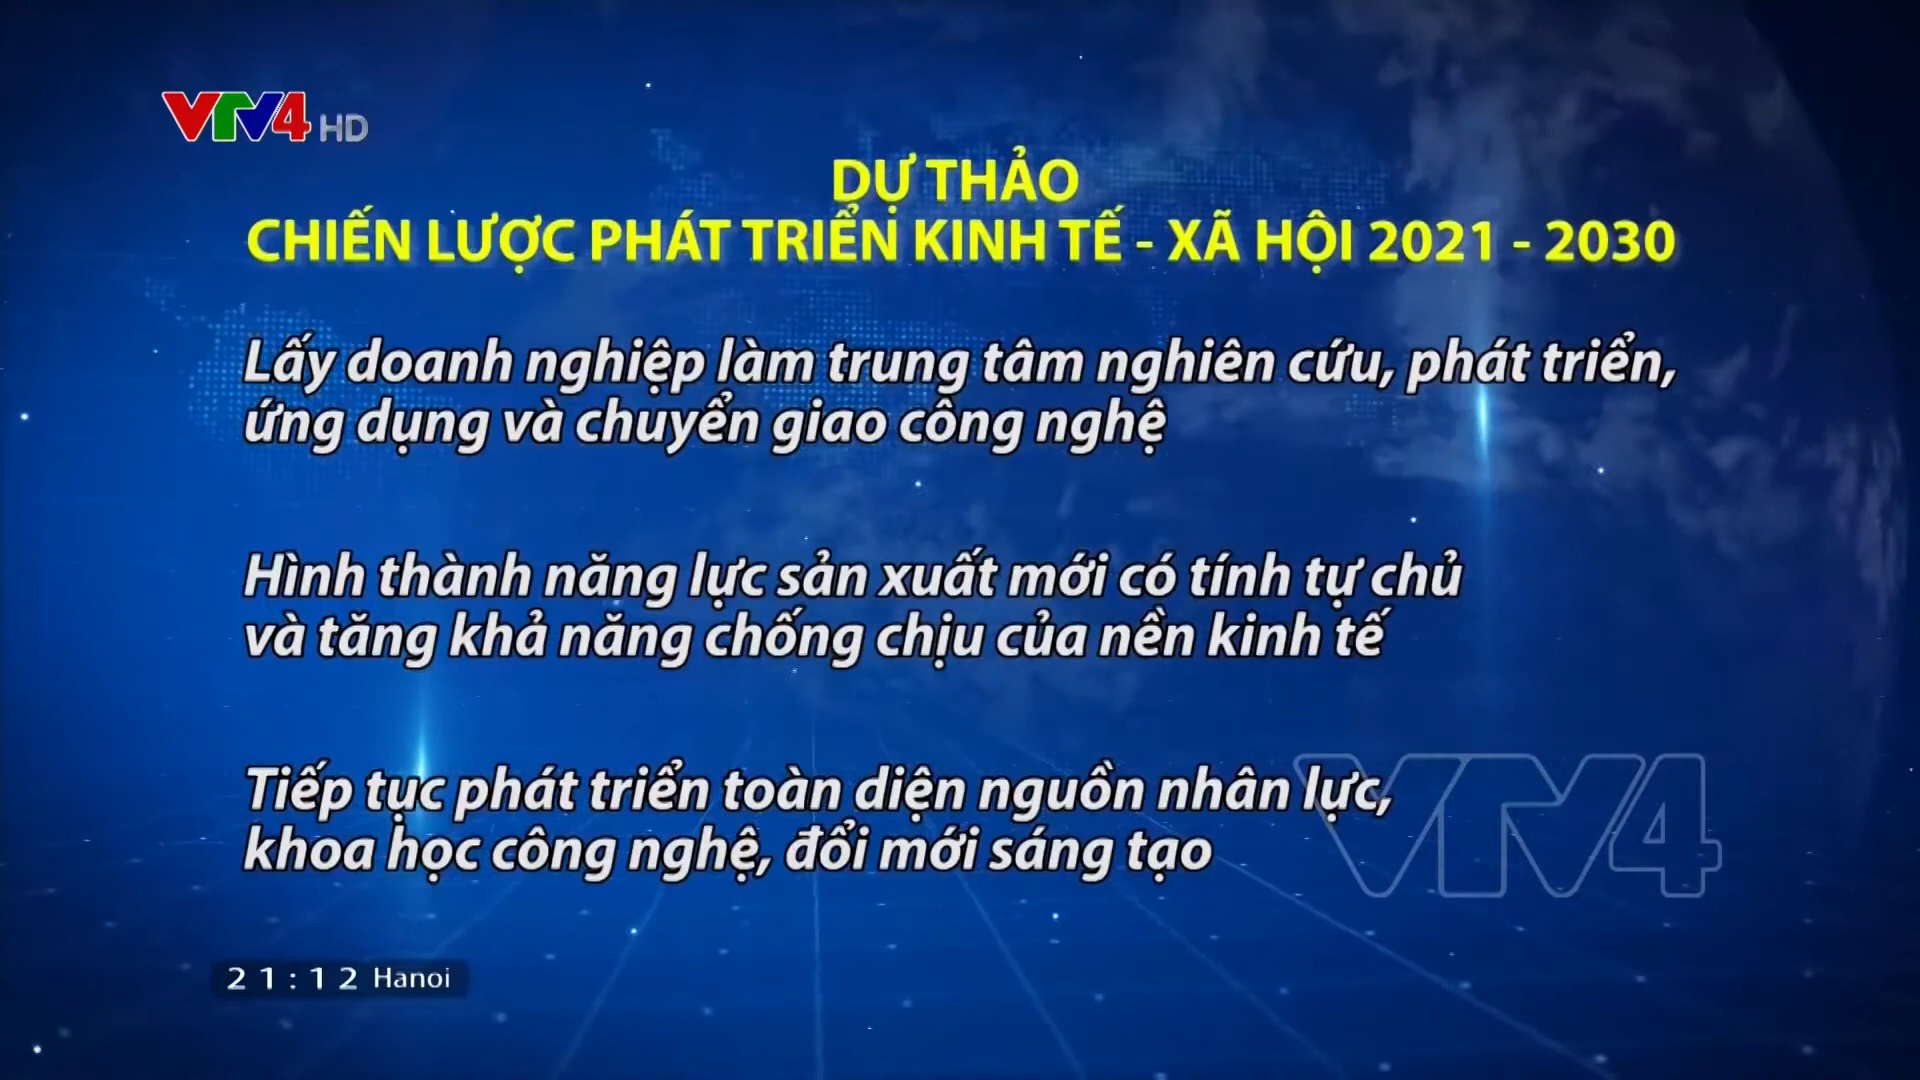 VTV4 HD
DỰ THẢO
CHIẾN LƯỢC PHÁT TRIỂN KINH TẾ - XÃ HỘI 2021 - 2030
Lấy doanh nghiệp làm trung tâm nghiên cứu, phát triển,
ứng dụng và chuyển giao công nghệ
Hình thành năng lực sản xuất mới có tính tự chủ
và tăng khả năng chống chịu của nền kinh tế
Tiếp tục phát triển toàn diện nguồn nhân lực,
khoa học công nghệ, đổi mới sáng tạo
VTV4
21:12 Hanoi